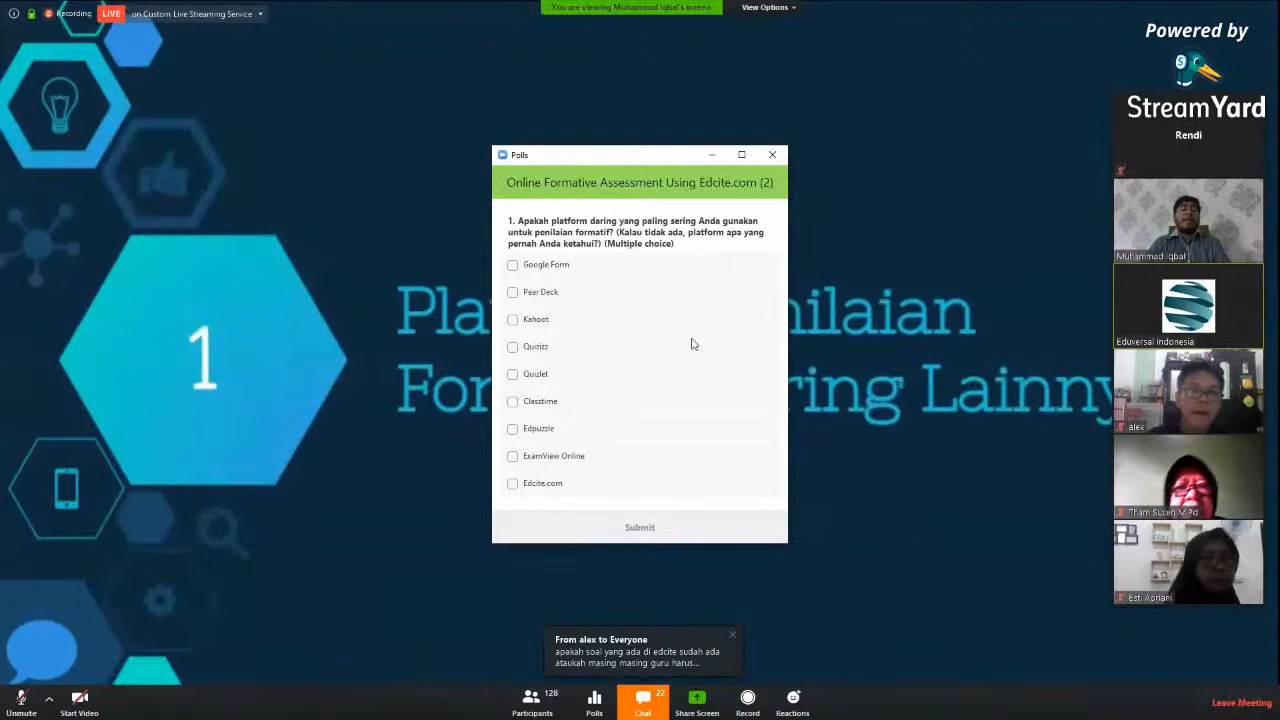 Recording
LIVE
on Custom Live Streaming Service
You are viewing Muhammad Iqbal's screen
View Options
Powered by
StreamYard
Rendi
Muhammad Iqbal
Eduversal Indonesia
alex
Tham Sucen M.Pd
Esti Apriani
1
Polls
Online Formative Assessment Using Edcite.com (2)
1. Apakah platform daring yang paling sering Anda gunakan
untuk penilaian formatif? (Kalau tidak ada, platform apa yang
pernah Anda ketahui?) (Multiple choice)
Google Form
Pear Deck
Kahoot
Quizizz
Quizlet
Classtime
Edpuzzle
ExamView Online
Edcite.com
Submit
From alex to Everyone
apakah soal yang ada di edcite sudah ada
ataukah masing masing guru harus...
Unmute
Start Video
128
Participants
Polls
22
Chat
Share Screen
Record
Reactions
Leave Meeting